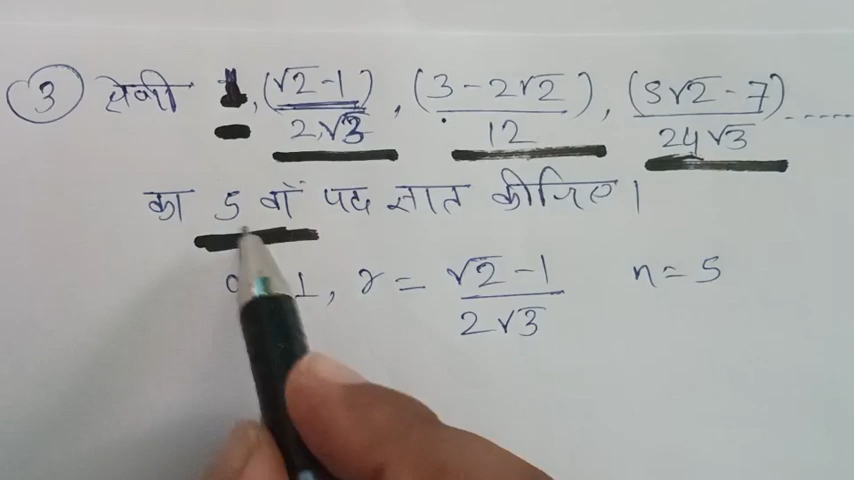 ③ श्रेणी 1, (√2-1)/2√3, (3-2√2)/12, (5√2-7)/24√3 .....
का 5 वाँ पद ज्ञात कीजिए।
1, r = √2-1/2√3 n = 5